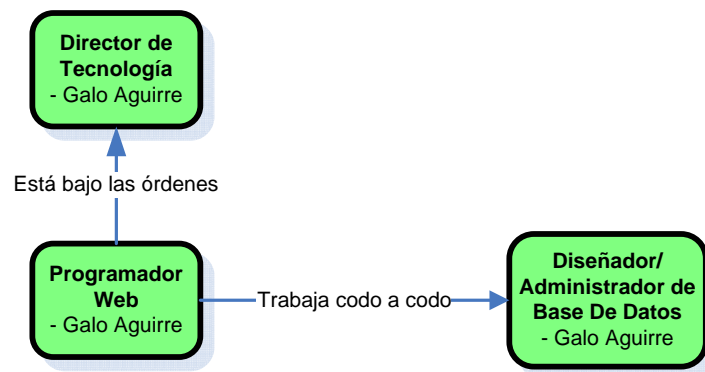 Director de
Tecnología
- Galo Aguirre
Está bajo las órdenes
Programador
Web
- Galo Aguirre
Trabaja codo a codo
Diseñador/
Administrador de
Base De Datos
- Galo Aguirre